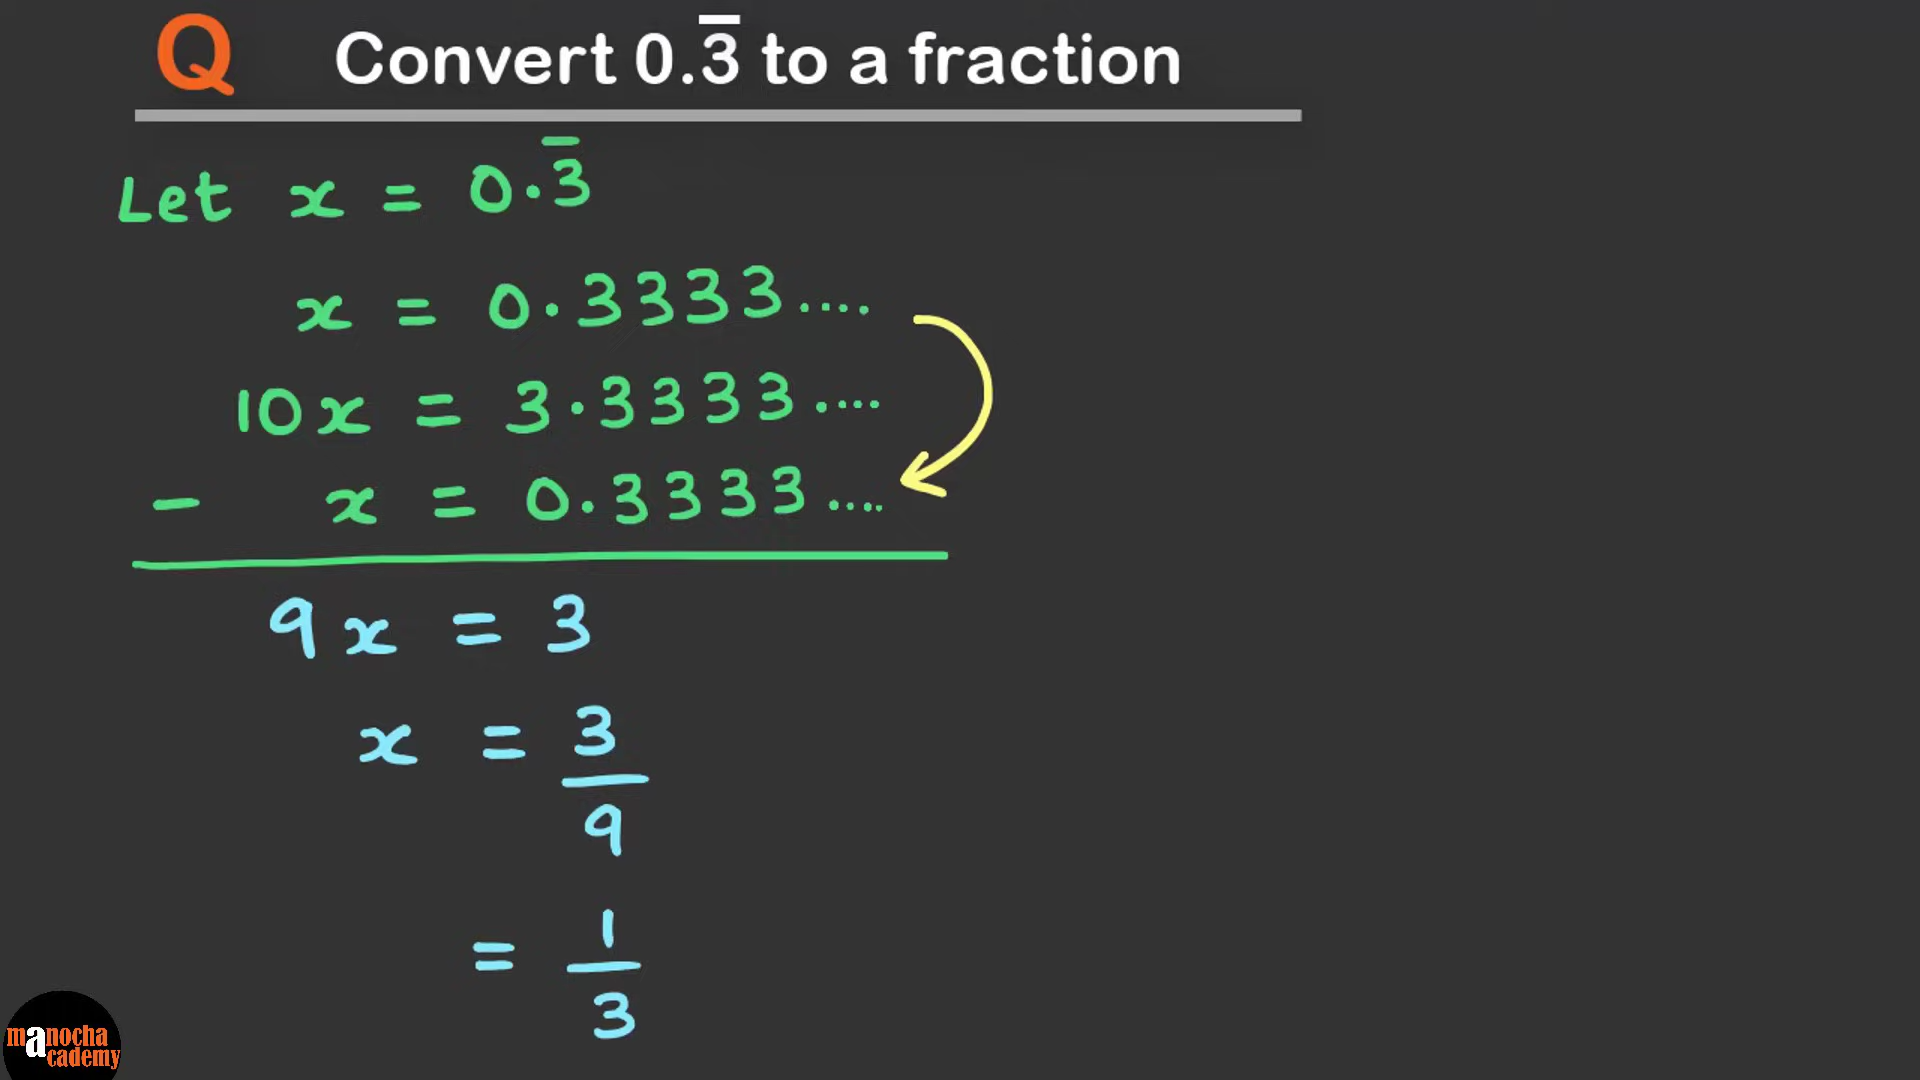 Q Convert 0.3̅ to a fraction
Let x = 0.3̅
x = 0.3333....
10x = 3.3333....
- x = 0.3333....
9x = 3
x = 3/9
= 1/3
manocha
academy